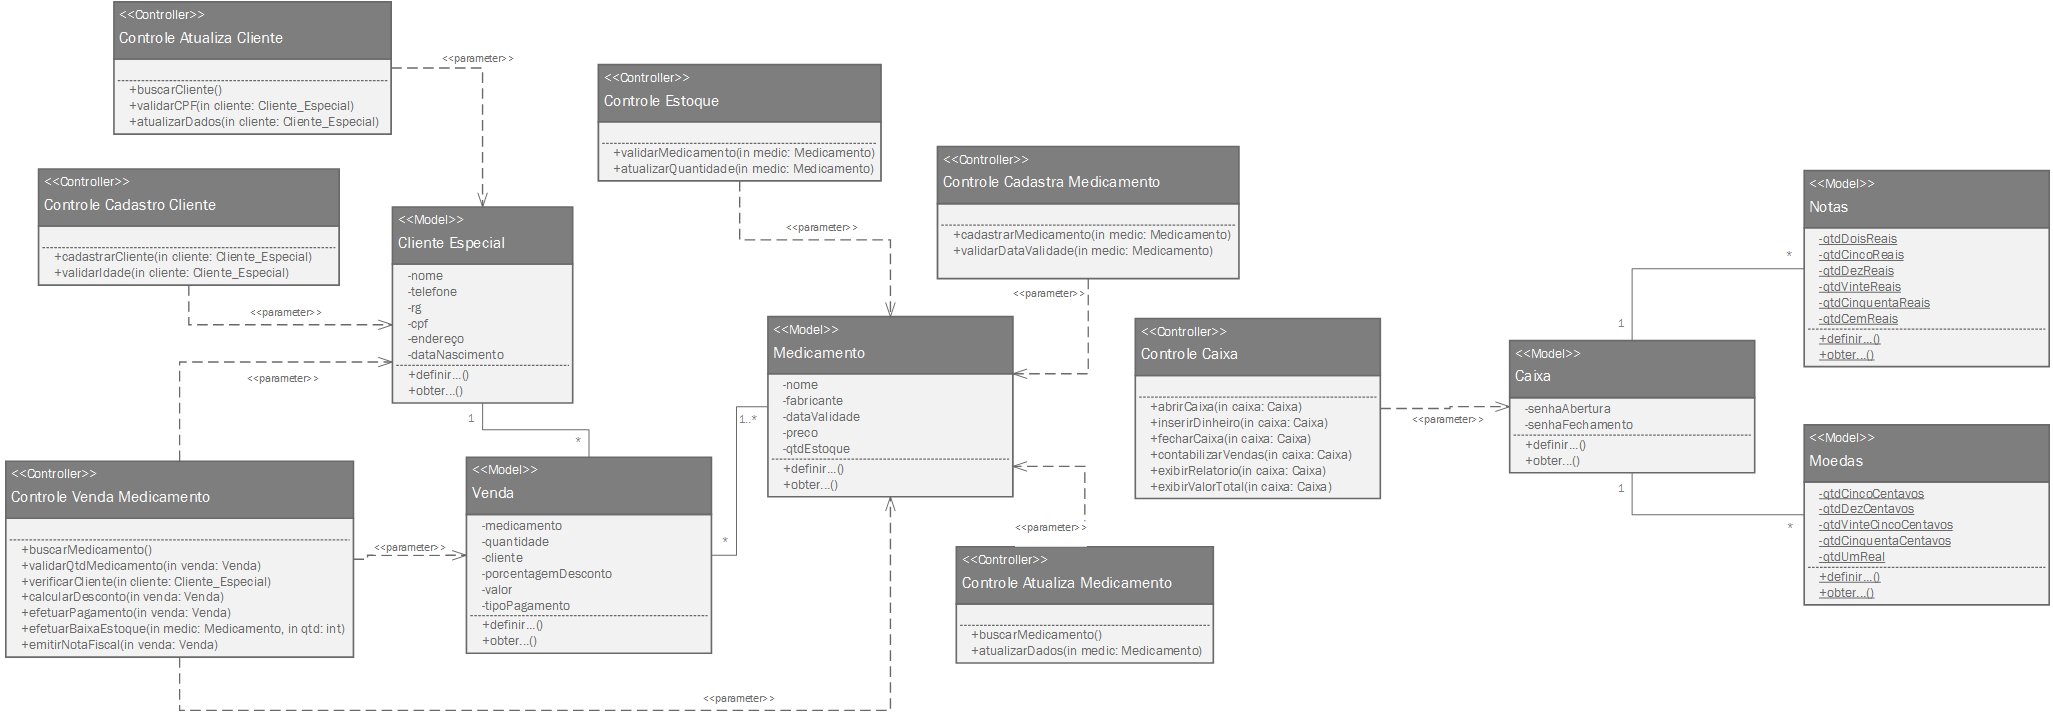 <<Controller>>
Controle Atualiza Cliente
+buscarCliente()
+validarCPF(in cliente: Cliente_Especial)
+atualizarDados(in cliente: Cliente_Especial)
<<parameter>>
<<Controller>>
Controle Estoque
+validarMedicamento(in medic: Medicamento)
+atualizarQuantidade(in medic: Medicamento)
<<parameter>>
<<Controller>>
Controle Cadastra Medicamento
+cadastrarMedicamento(in medic: Medicamento)
+validarDataValidade(in medic: Medicamento)
<<parameter>>
<<Controller>>
Controle Cadastro Cliente
+cadastrarCliente(in cliente: Cliente_Especial)
+validarIdade(in cliente: Cliente_Especial)
<<parameter>>
<<Model>>
Cliente Especial
-nome
-telefone
-rg
-cpf
-endereço
-dataNascimento
+definir...()
+obter...()
<<parameter>>
1
*
<<Model>>
Medicamento
-nome
-fabricante
-dataValidade
-preco
-qtdEstoque
+definir...()
+obter...()
1..*
*
<<Controller>>
Controle Caixa
+abrirCaixa(in caixa: Caixa)
+inserirDinheiro(in caixa: Caixa)
+fecharCaixa(in caixa: Caixa)
+contabilizarVendas(in caixa: Caixa)
+exibirRelatorio(in caixa: Caixa)
+exibirValorTotal(in caixa: Caixa)
<<parameter>>
<<Model>>
Caixa
-senhaAbertura
-senhaFechamento
+definir...()
+obter...()
1
*
<<Model>>
Notas
-qtdDoisReais
-qtdCincoReais
-qtdDezReais
-qtdVinteReais
-qtdCinquentaReais
-qtdCemReais
+definir...()
+obter...()
1
*
<<Model>>
Moedas
-qtdCincoCentavos
-qtdDezCentavos
-qtdVinteCincoCentavos
-qtdCinquentaCentavos
-qtdUmReal
+definir...()
+obter...()
<<Controller>>
Controle Venda Medicamento
+buscarMedicamento()
+validarQtdMedicamento(in venda: Venda)
+verificarCliente(in cliente: Cliente_Especial)
+calcularDesconto(in venda: Venda)
+efetuarPagamento(in venda: Venda)
+efetuarBaixaEstoque(in medic: Medicamento, in qtd: int)
+emitirNotaFiscal(in venda: Venda)
<<parameter>>
<<Model>>
Venda
-medicamento
-quantidade
-cliente
-porcentagemDesconto
-valor
-tipoPagamento
+definir...()
+obter...()
<<parameter>>
<<parameter>>
<<Controller>>
Controle Atualiza Medicamento
+buscarMedicamento()
+atualizarDados(in medic: Medicamento)